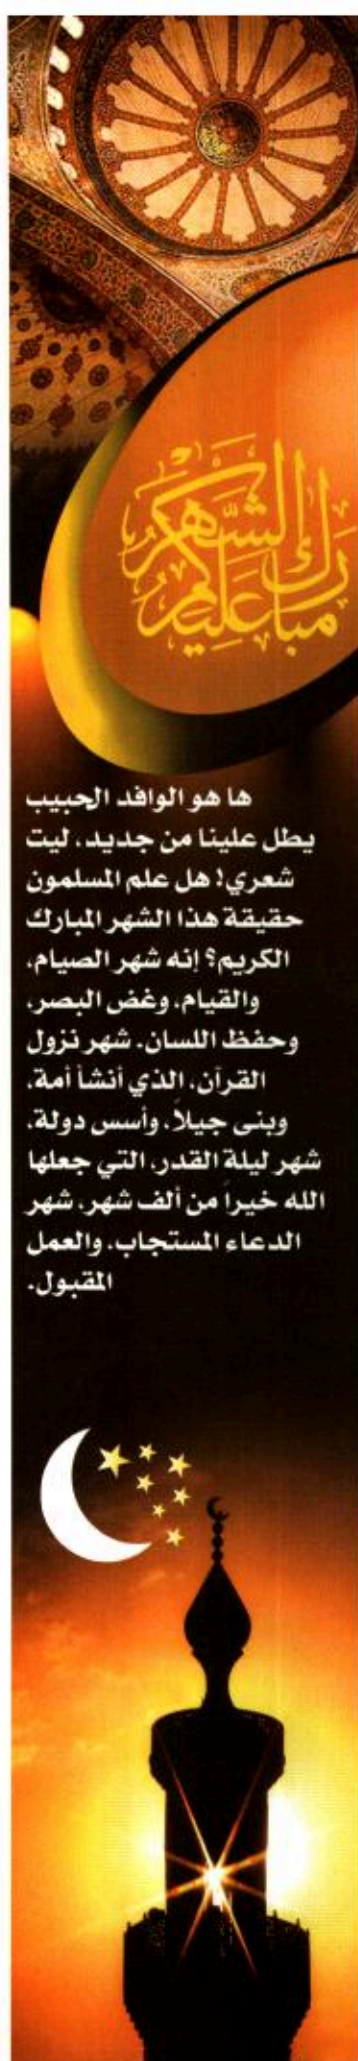 مبارك عليكم الشهر
ها هو الوافد الحبيب
يطل علينا من جديد، ليت
شعري! هل علم المسلمون
حقيقة هذا الشهر المبارك
الكريم؟ إنه شهر الصيام،
والقيام، وغض البصر،
وحفظ اللسان. شهر نزول
القرآن، الذي أنشأ أمة،
وبنى جيلاً، وأسس دولة،
شهر ليلة القدر، التي جعلها
الله خيراً من ألف شهر، شهر
الدعاء المستجاب، والعمل
المقبول.